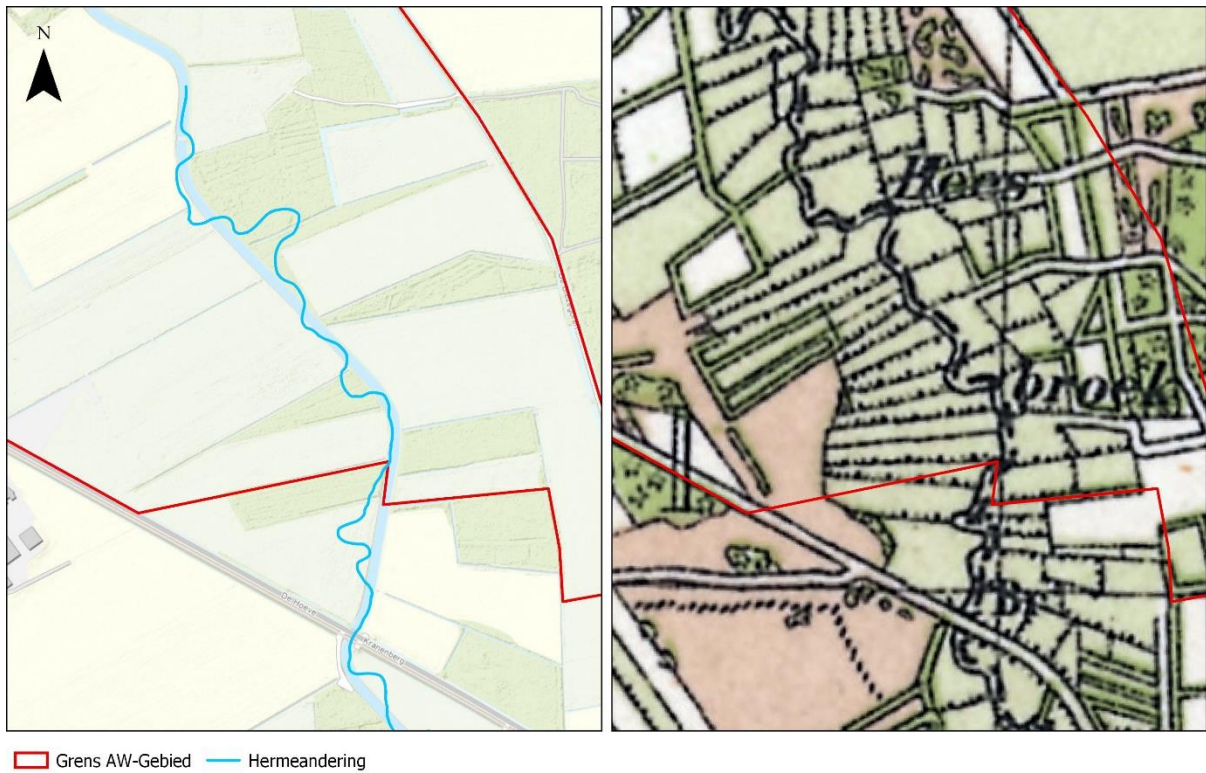 N
De Hoeve
Kranenberg
Hees
broek
Grens AW-Gebied
Hermeandering